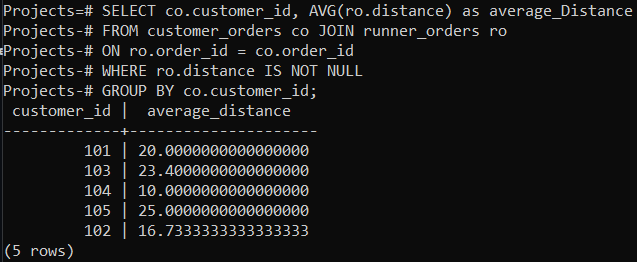 Projects=# SELECT co.customer_id, AVG(ro.distance) as average_Distance
Projects-# FROM customer_orders co JOIN runner_orders ro
Projects-# ON ro.order_id = co.order_id
Projects-# WHERE ro.distance IS NOT NULL
Projects-# GROUP BY co.customer_id;
 customer_id |  average_distance
-------------+---------------------
         101 | 20.0000000000000000
         103 | 23.4000000000000000
         104 | 10.0000000000000000
         105 | 25.0000000000000000
         102 | 16.7333333333333333
(5 rows)